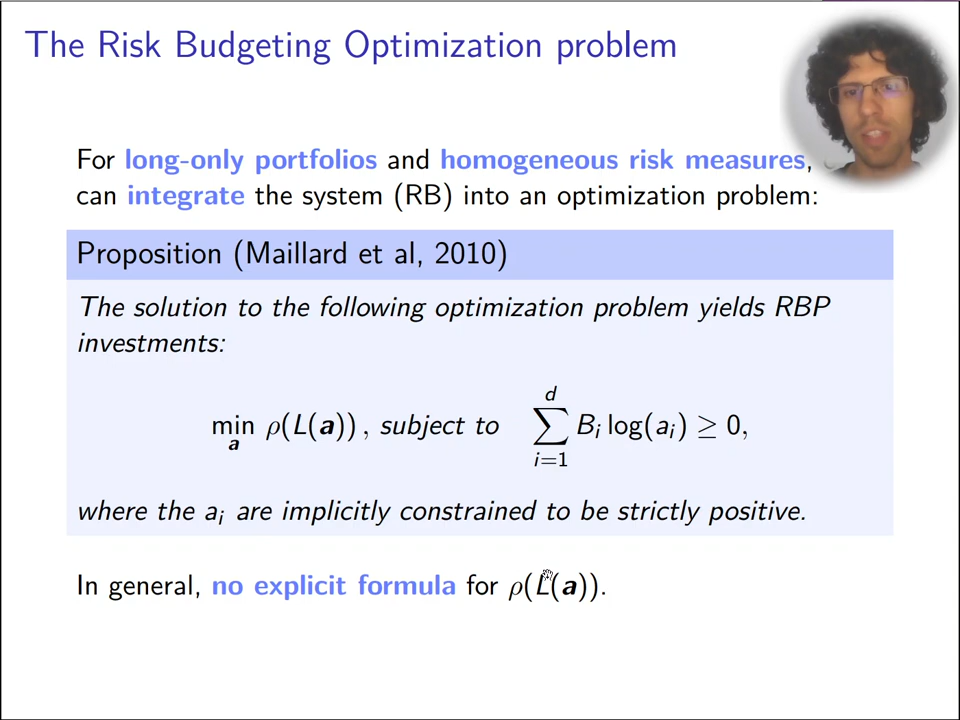 The Risk Budgeting Optimization problem
For long-only portfolios and homogeneous risk measures,
can integrate the system (RB) into an optimization problem:
Proposition (Maillard et al, 2010)
The solution to the following optimization problem yields RBP
investments:
min_a ρ(L(a)), subject to ∑_{i=1}^{d} B_i log(a_i) ≥ 0,
where the a_i are implicitly constrained to be strictly positive.
In general, no explicit formula for ρ(L(a)).